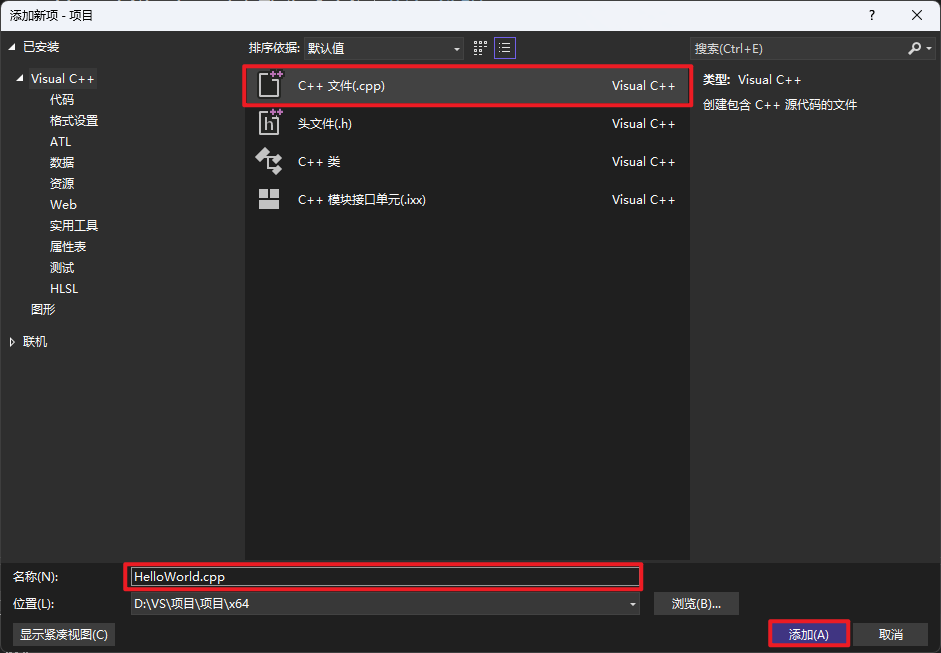 添加新项 - 项目
?
已安装
Visual C++
代码
格式设置
ATL
数据
资源
Web
实用工具
属性表
测试
HLSL
图形
联机
排序依据: 默认值
C++ 文件(.cpp) Visual C++
头文件(.h) Visual C++
C++ 类 Visual C++
C++ 模块接口单元(.ixx) Visual C++
搜索(Ctrl+E)
类型: Visual C++
创建包含 C++ 源代码的文件
名称(N): HelloWorld.cpp
位置(L): D:\VS\项目\项目\x64 浏览(B)...
显示紧凑视图(C) 添加(A) 取消